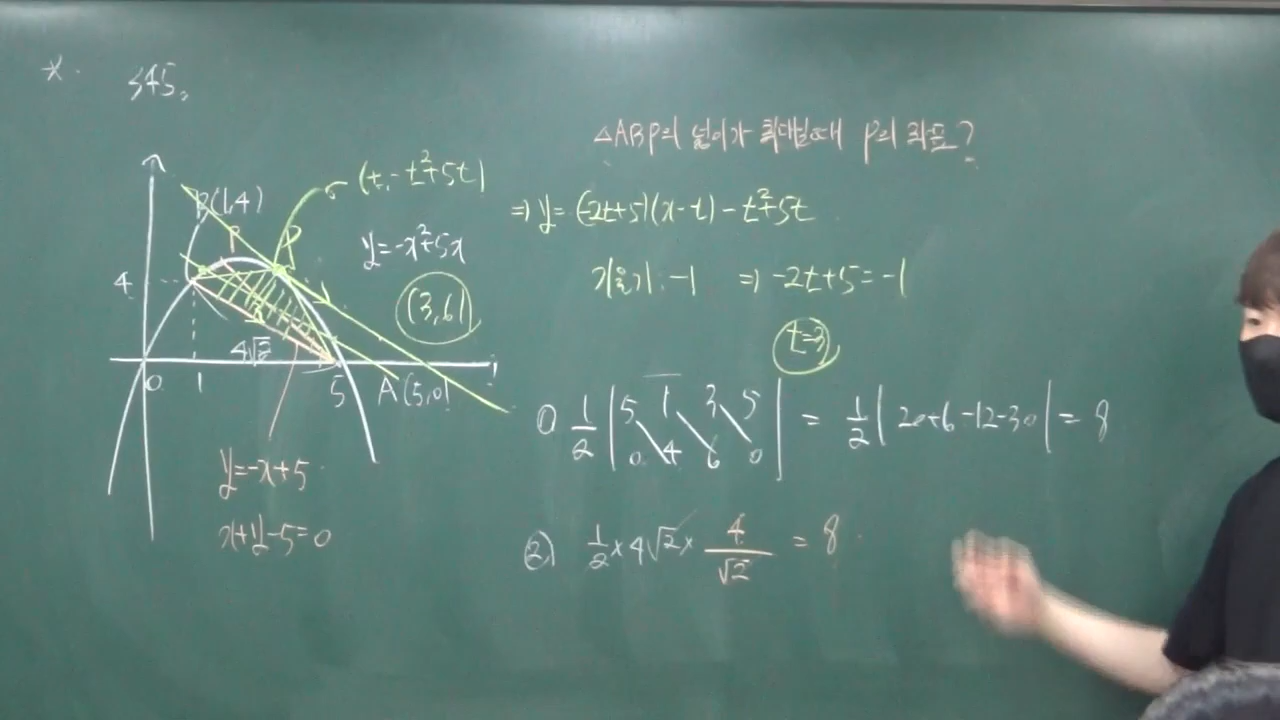 * 545.
△ABP의 넓이가 최대일때 P의 좌표?
B(1,4)
(t, -t²+5t)
P
P
y=-x²+5x
4
(3,6)
4√2
0 1 5 A(5,0)
y=-x+5
x+y-5=0
⇒ y=(-2t+5)(x-t)-t²+5t
기울기: -1 ⇒ -2t+5=-1
t=3
① 1/2 | 5 1 3 5 | = 1/2 | 20+6-12-30 | = 8
0 4 6 0
② 1/2 × 4√2 × 4/√2 = 8